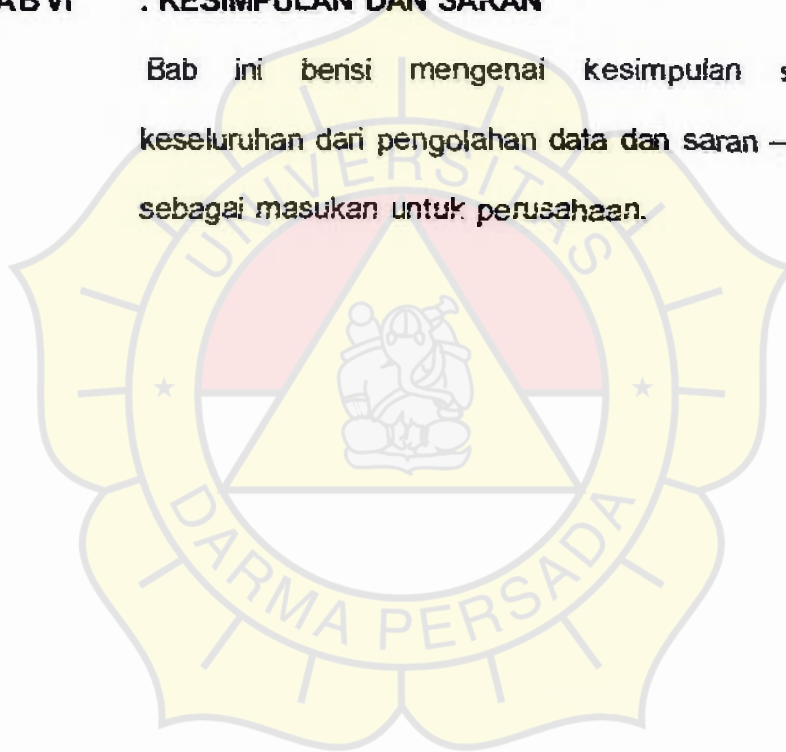 AB VI : KESIMPULAN DAN SARAN
Bab ini berisi mengenai kesimpulan s
keseluruhan dari pengolahan data dan saran –
sebagai masukan untuk perusahaan.
UNIVERSITAS
DARMA PERSADA